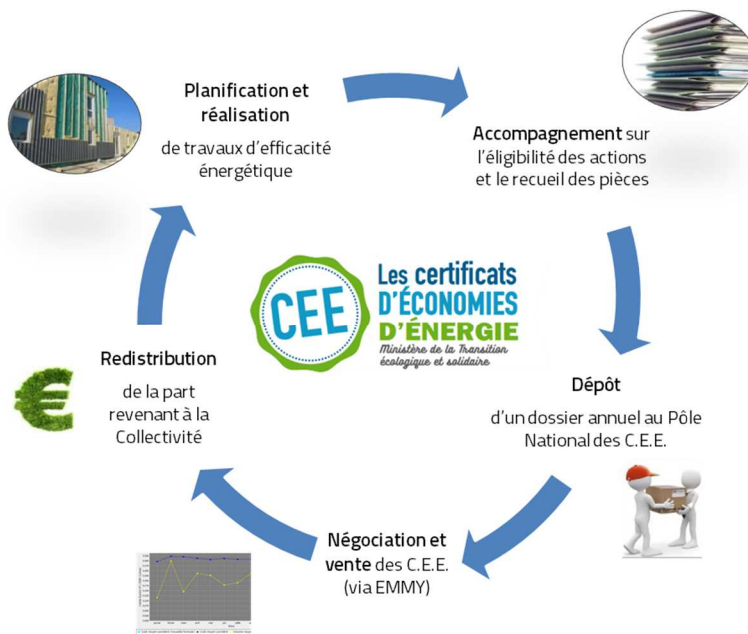 Planification et
réalisation
de travaux d'efficacité
énergétique
Accompagnement sur
l'éligibilité des actions
et le recueil des pièces
CEE
Les certificats
D'ÉCONOMIES
D'ÉNERGIE
Ministère de la Transition
écologique et solidaire
Redistribution
de la part
revenant à la
Collectivité
Dépôt
d'un dossier annuel au Pôle
National des C.E.E.
Négociation et
vente des C.E.E.
(via EMMY)